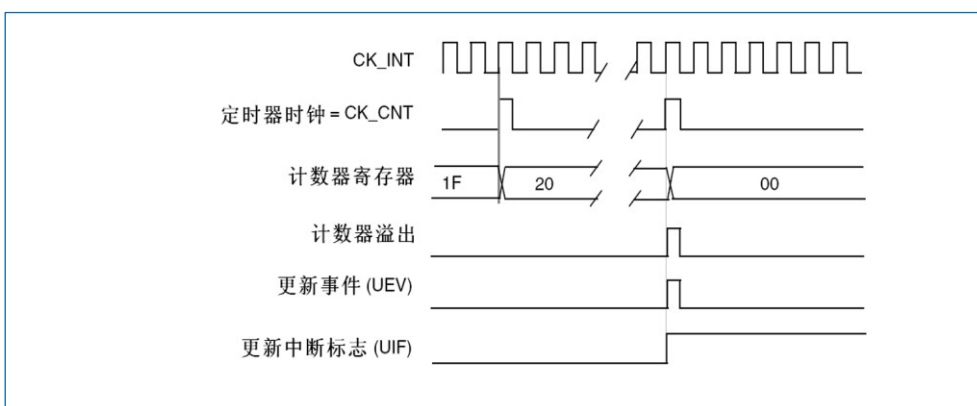 CK_INT
定时器时钟 = CK_CNT
计数器寄存器 1F 20 00
计数器溢出
更新事件 (UEV)
更新中断标志 (UIF)